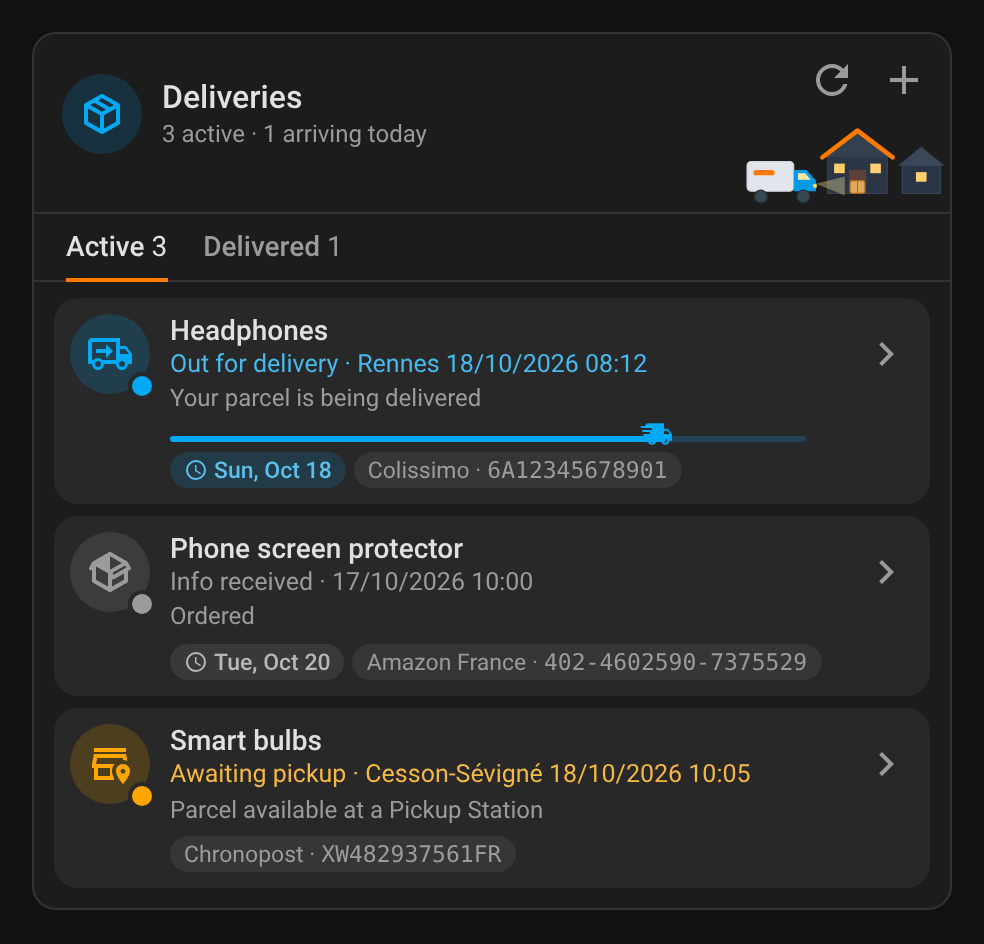 Deliveries
3 active · 1 arriving today
Active 3
Delivered 1
Headphones
Out for delivery · Rennes 18/10/2026 08:12
Your parcel is being delivered
Sun, Oct 18
Colissimo · 6A12345678901
Phone screen protector
Info received · 17/10/2026 10:00
Ordered
Tue, Oct 20
Amazon France · 402-4602590-7375529
Smart bulbs
Awaiting pickup · Cesson-Sévigné 18/10/2026 10:05
Parcel available at a Pickup Station
Chronopost · XW482937561FR